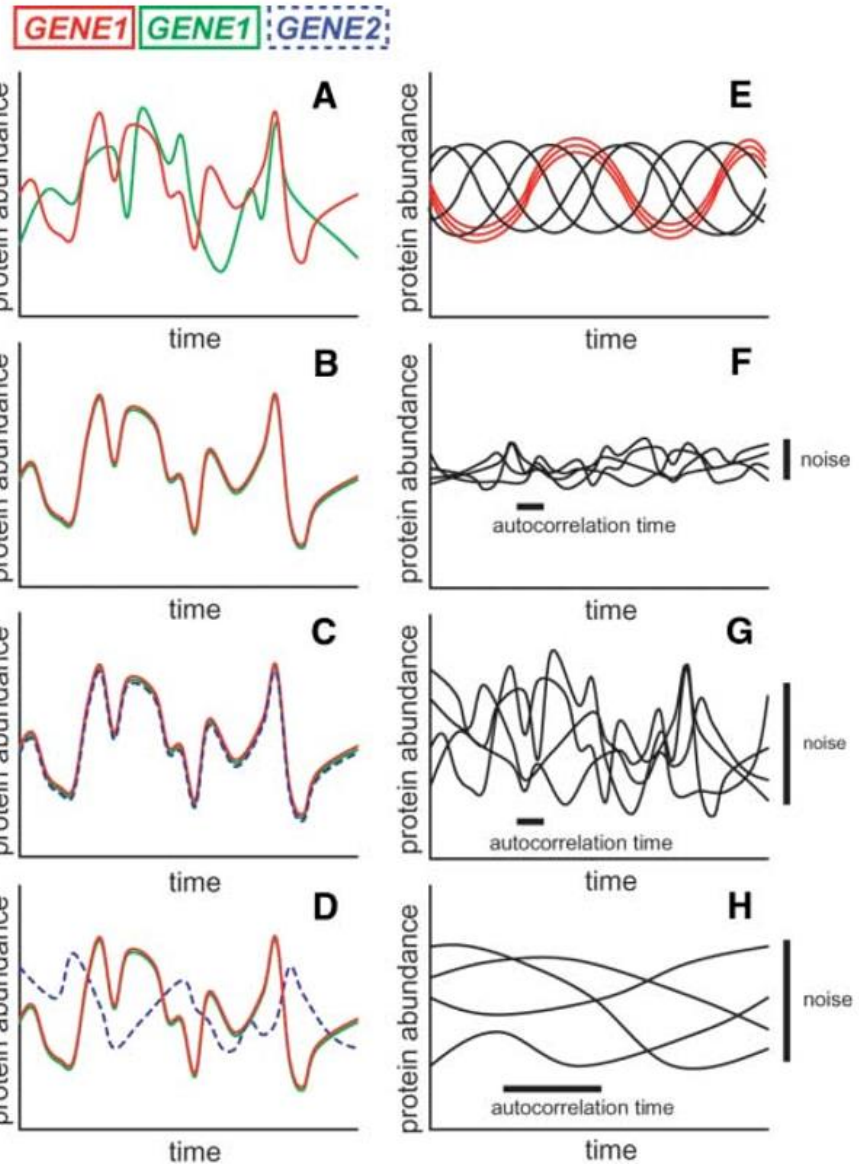 GENE1 GENE1 GENE2
A
protein abundance
time
B
protein abundance
time
C
protein abundance
time
D
protein abundance
time
E
protein abundance
time
F
protein abundance
noise
autocorrelation time
time
G
protein abundance
noise
autocorrelation time
time
H
protein abundance
noise
autocorrelation time
time